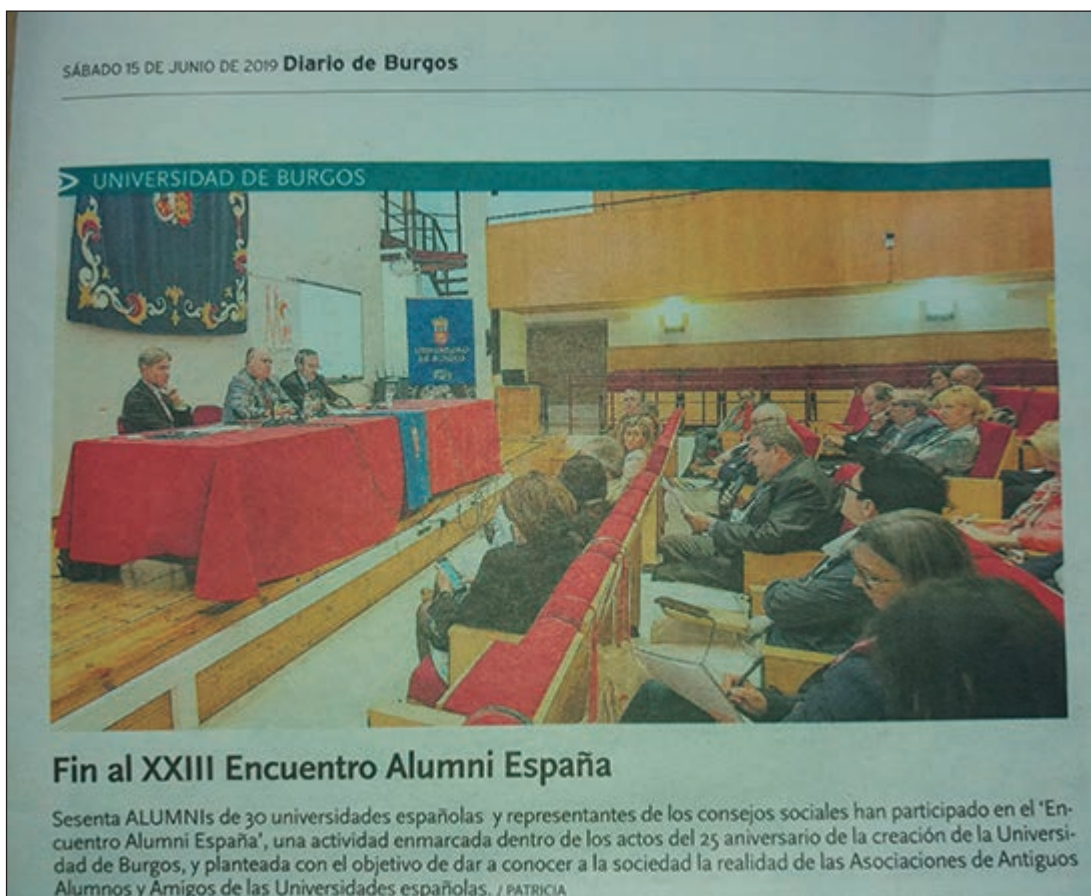 SÁBADO 15 DE JUNIO DE 2019 Diario de Burgos
UNIVERSIDAD DE BURGOS
UNIVERSIDAD
DE BURGOS
Fin al XXIII Encuentro Alumni España
Sesenta ALUMNIs de 30 universidades españolas y representantes de los consejos sociales han participado en el 'En-
cuentro Alumni España', una actividad enmarcada dentro de los actos del 25 aniversario de la creación de la Universi-
dad de Burgos, y planteada con el objetivo de dar a conocer a la sociedad la realidad de las Asociaciones de Antiguos
Alumnos y Amigos de las Universidades españolas. / PATRICIA